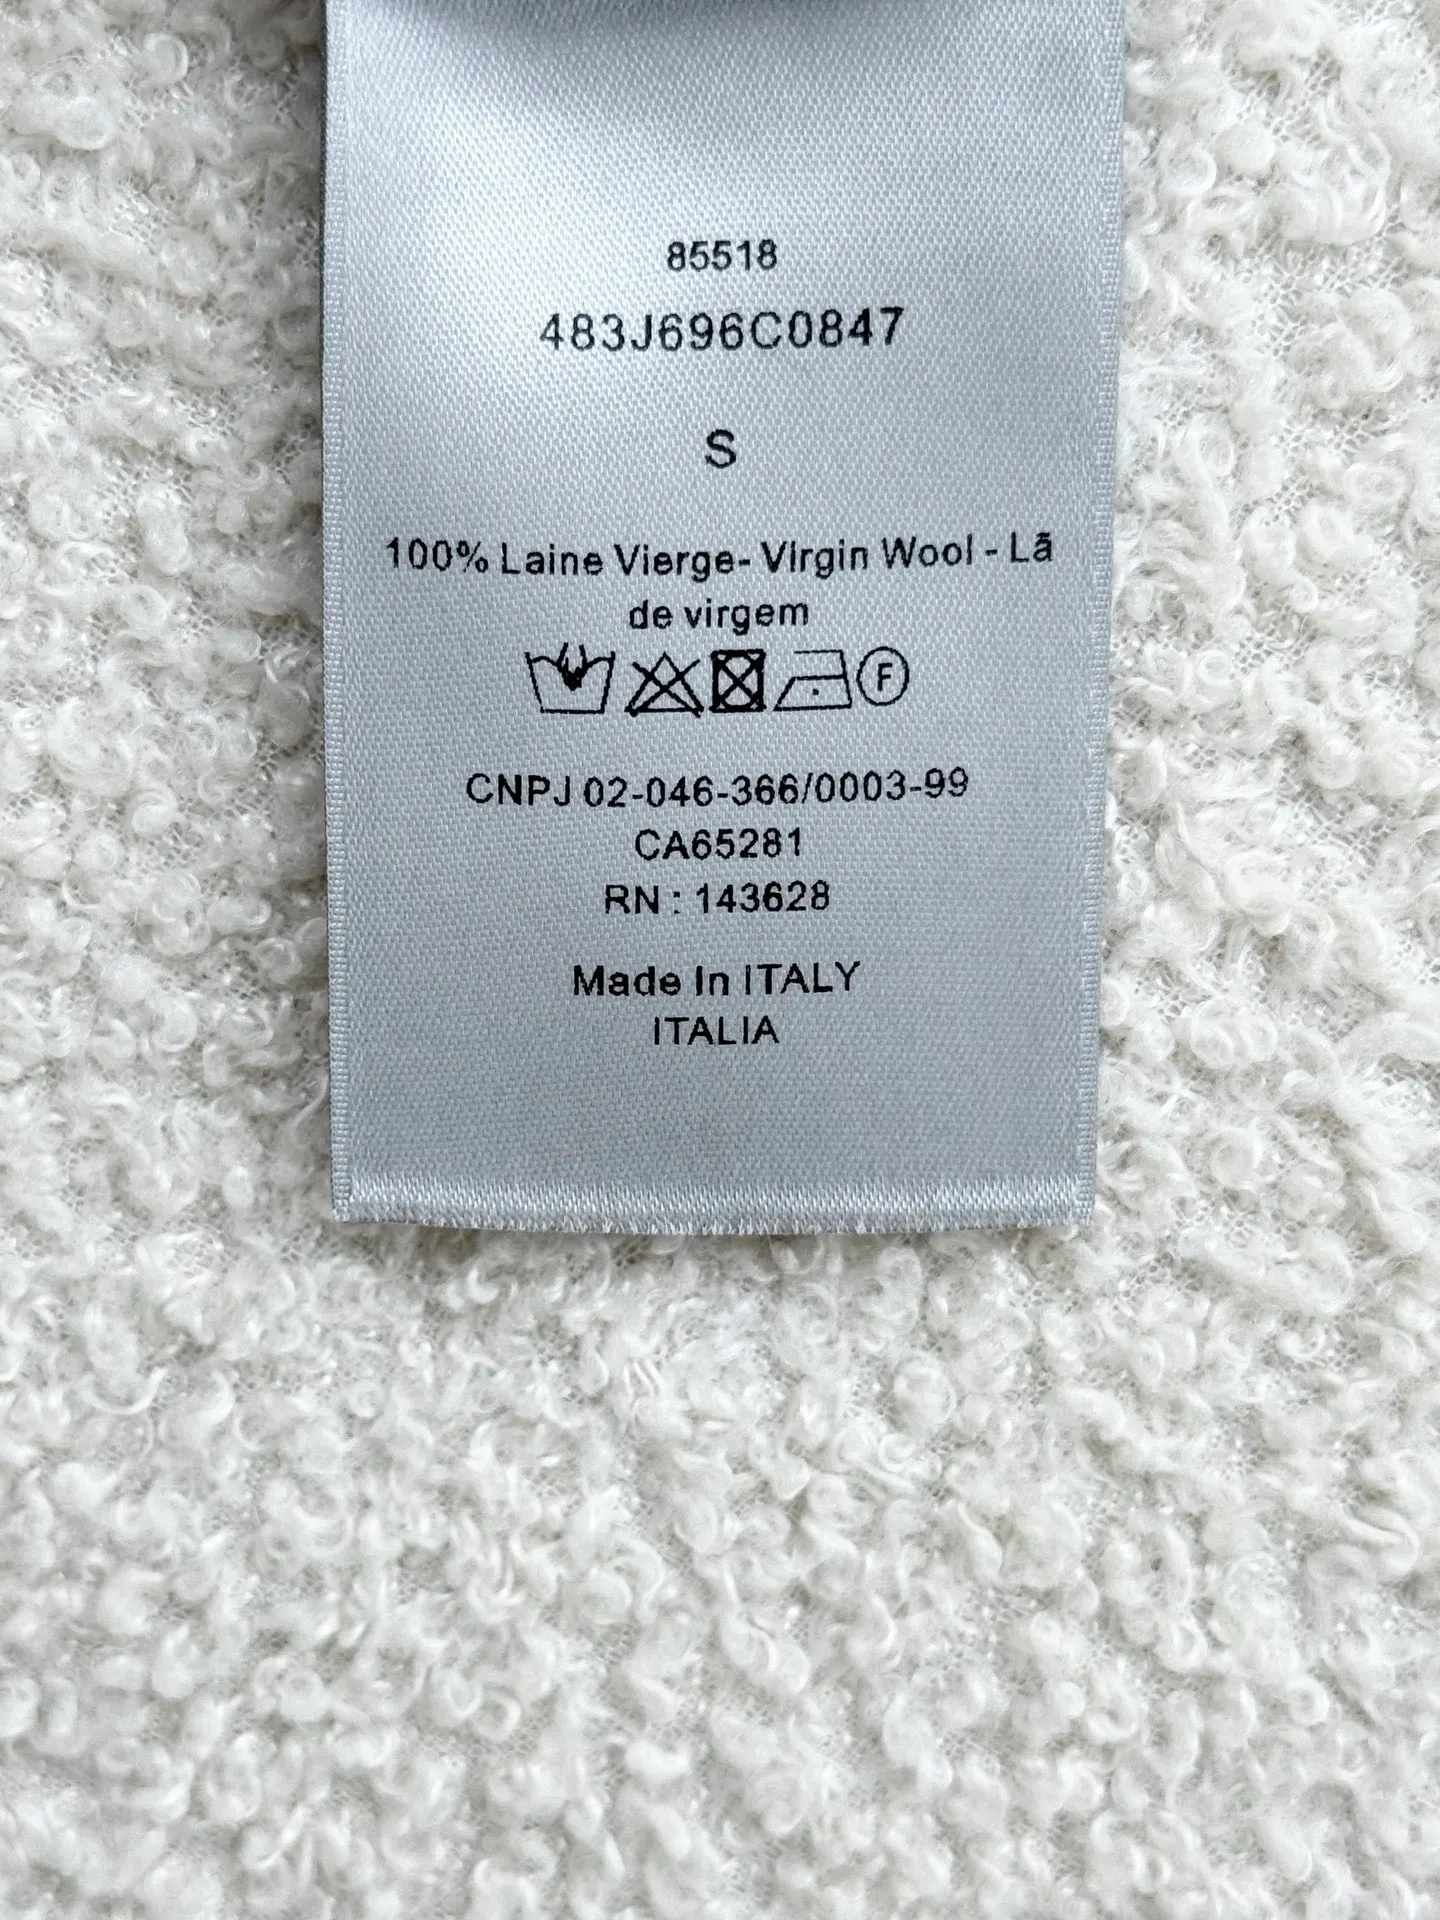 85518
483J696C0847
S
100% Laine Vierge- Virgin Wool - Lã
de virgem
F
CNPJ 02-046-366/0003-99
CA65281
RN : 143628
Made In ITALY
ITALIA